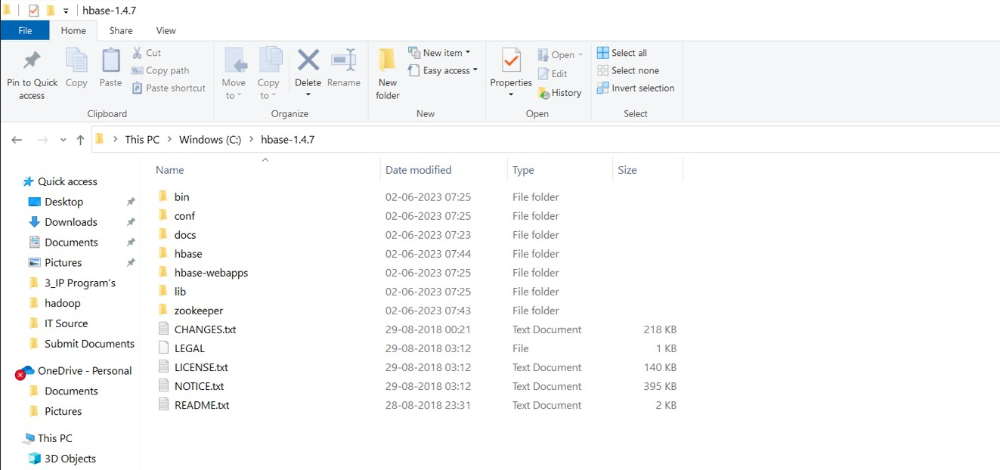 hbase-1.4.7
File Home Share View
Pin to Quick access
Copy
Paste
Cut
Copy path
Paste shortcut
Clipboard
Move to
Copy to
Delete
Rename
Organize
New folder
New item
Easy access
New
Properties
Open
Edit
History
Open
Select all
Select none
Invert selection
Select
This PC > Windows (C:) > hbase-1.4.7
Name Date modified Type Size
Quick access
Desktop
Downloads
Documents
Pictures
3_IP Program's
hadoop
IT Source
Submit Documents
OneDrive - Personal
Documents
Pictures
This PC
3D Objects
bin 02-06-2023 07:25 File folder
conf 02-06-2023 07:25 File folder
docs 02-06-2023 07:23 File folder
hbase 02-06-2023 07:44 File folder
hbase-webapps 02-06-2023 07:25 File folder
lib 02-06-2023 07:25 File folder
zookeeper 02-06-2023 07:43 File folder
CHANGES.txt 29-08-2018 00:21 Text Document 218 KB
LEGAL 29-08-2018 03:12 File 1 KB
LICENSE.txt 29-08-2018 03:12 Text Document 140 KB
NOTICE.txt 29-08-2018 03:12 Text Document 395 KB
README.txt 28-08-2018 23:31 Text Document 2 KB